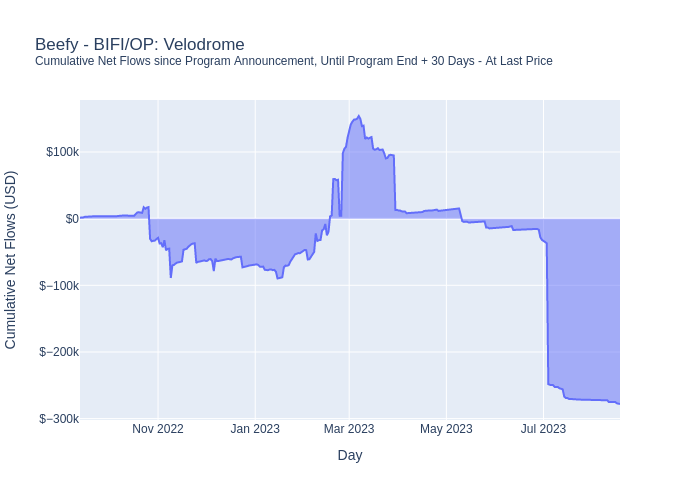 Beefy - BIFI/OP: Velodrome
Cumulative Net Flows since Program Announcement, Until Program End + 30 Days - At Last Price
Cumulative Net Flows (USD)
$100k
$0
$−100k
$−200k
$−300k
Nov 2022
Jan 2023
Mar 2023
May 2023
Jul 2023
Day